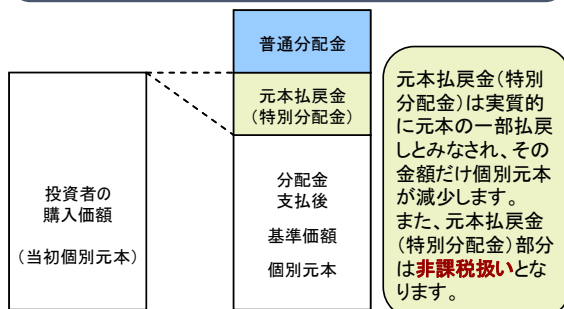 普通分配金
元本払戻金
（特別分配金）
投資者の
購入価額
（当初個別元本）
分配金
支払後
基準価額
個別元本
元本払戻金（特別
分配金）は実質的
に元本の一部払戻
しとみなされ、その
金額だけ個別元本
が減少します。
また、元本払戻金
（特別分配金）部分
は非課税扱いとな
ります。